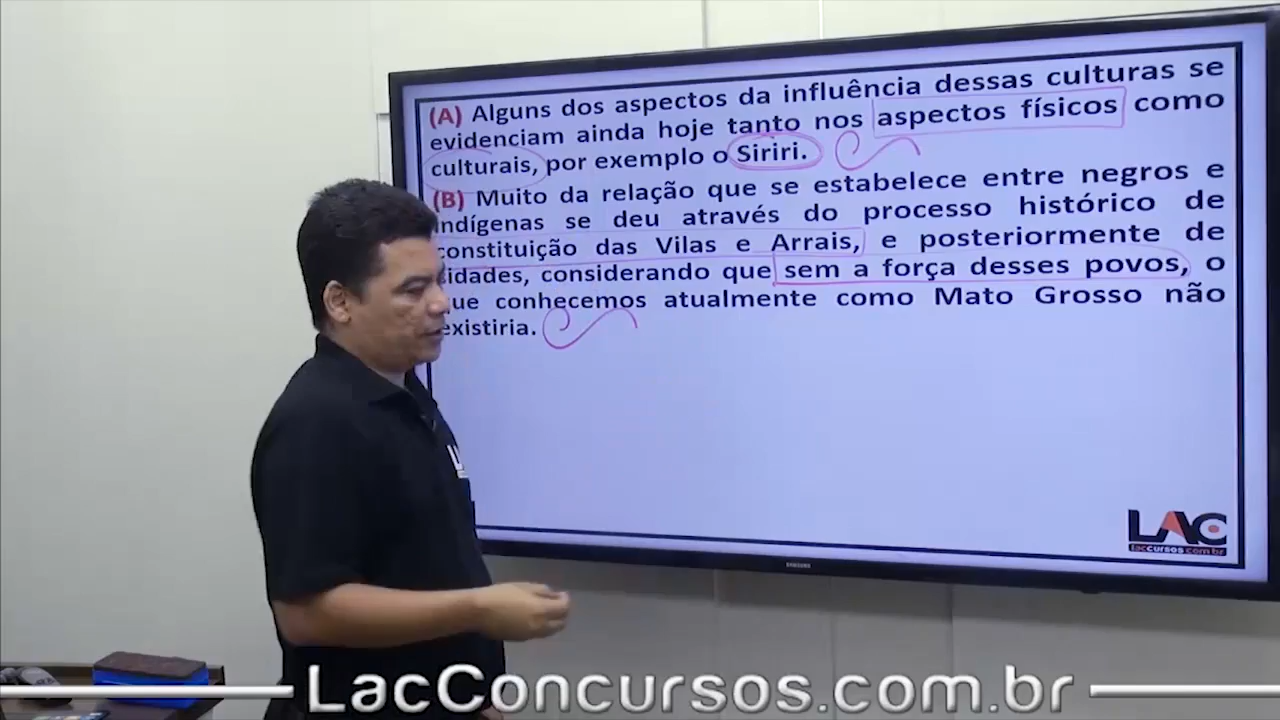 (A) Alguns dos aspectos da influência dessas culturas se
evidenciam ainda hoje tanto nos aspectos físicos como
culturais, por exemplo o Siriri.
(B) Muito da relação que se estabelece entre negros e
indígenas se deu através do processo histórico de
constituição das Vilas e Arrais, e posteriormente de
cidades, considerando que sem a força desses povos, o
que conhecemos atualmente como Mato Grosso não
existiria.
LAC
laccursos.com.br
SAMSUNG
LacConcursos.com.br